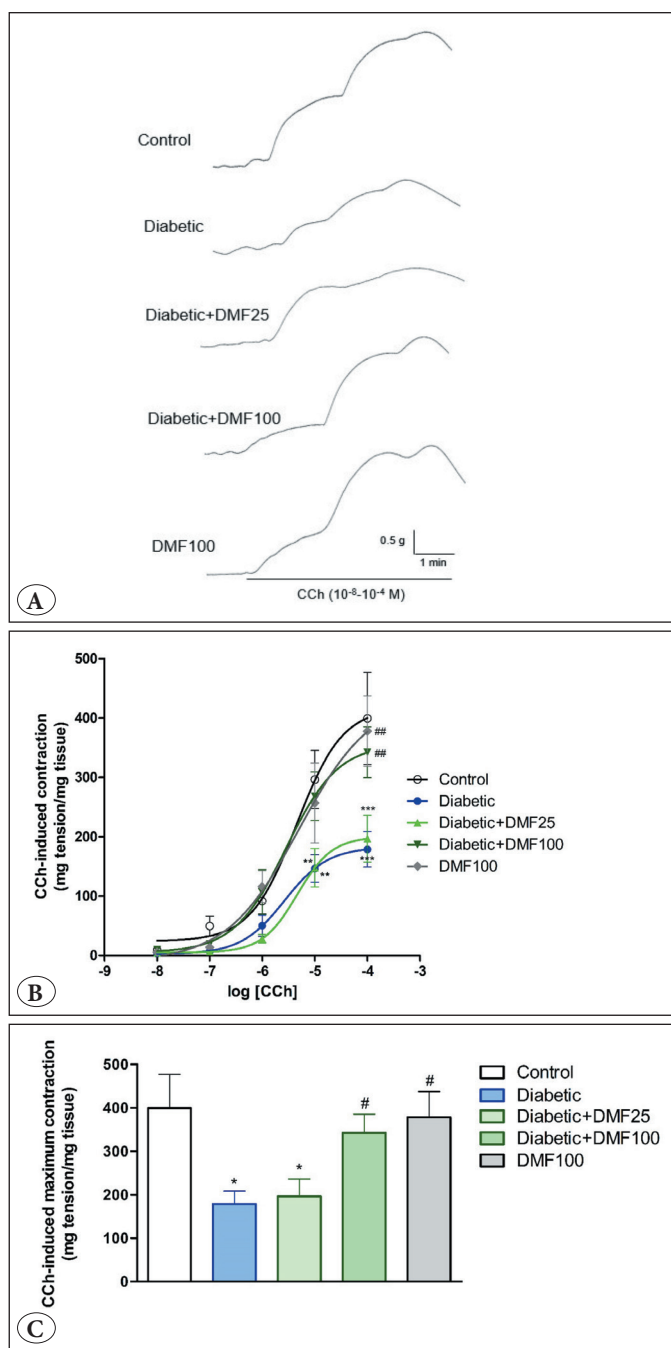 Control
Diabetic
Diabetic+DMF25
Diabetic+DMF100
DMF100
0.5 g
1 min
CCh (10⁻⁸-10⁻⁴ M)
A
CCh-induced contraction
(mg tension/mg tissue)
500
400
300
200
100
0
-9
-8
-7
-6
-5
-4
-3
log [CCh]
##
##
***
***
**
**
Control
Diabetic
Diabetic+DMF25
Diabetic+DMF100
DMF100
B
CCh-induced maximum contraction
(mg tension/mg tissue)
500
400
300
200
100
0
*
*
#
#
Control
Diabetic
Diabetic+DMF25
Diabetic+DMF100
DMF100
C